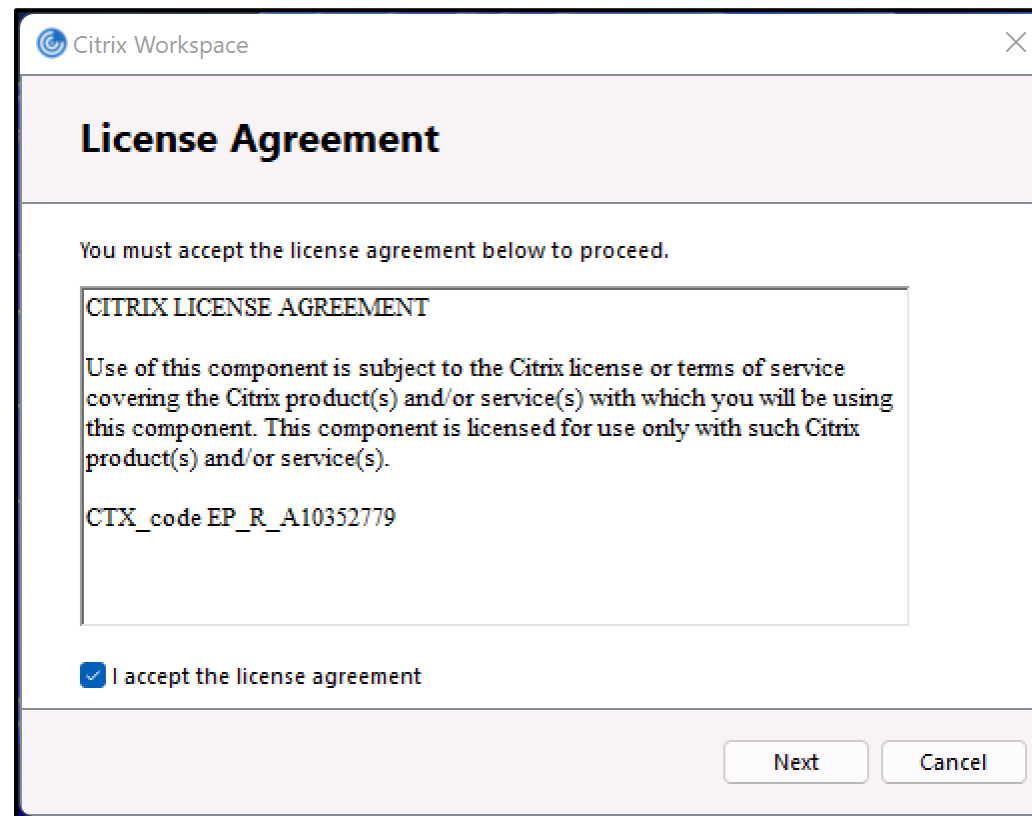 Citrix Workspace
License Agreement
You must accept the license agreement below to proceed.
CITRIX LICENSE AGREEMENT
Use of this component is subject to the Citrix license or terms of service
covering the Citrix product(s) and/or service(s) with which you will be using
this component. This component is licensed for use only with such Citrix
product(s) and/or service(s).
CTX_code EP_R_A10352779
I accept the license agreement
Next
Cancel